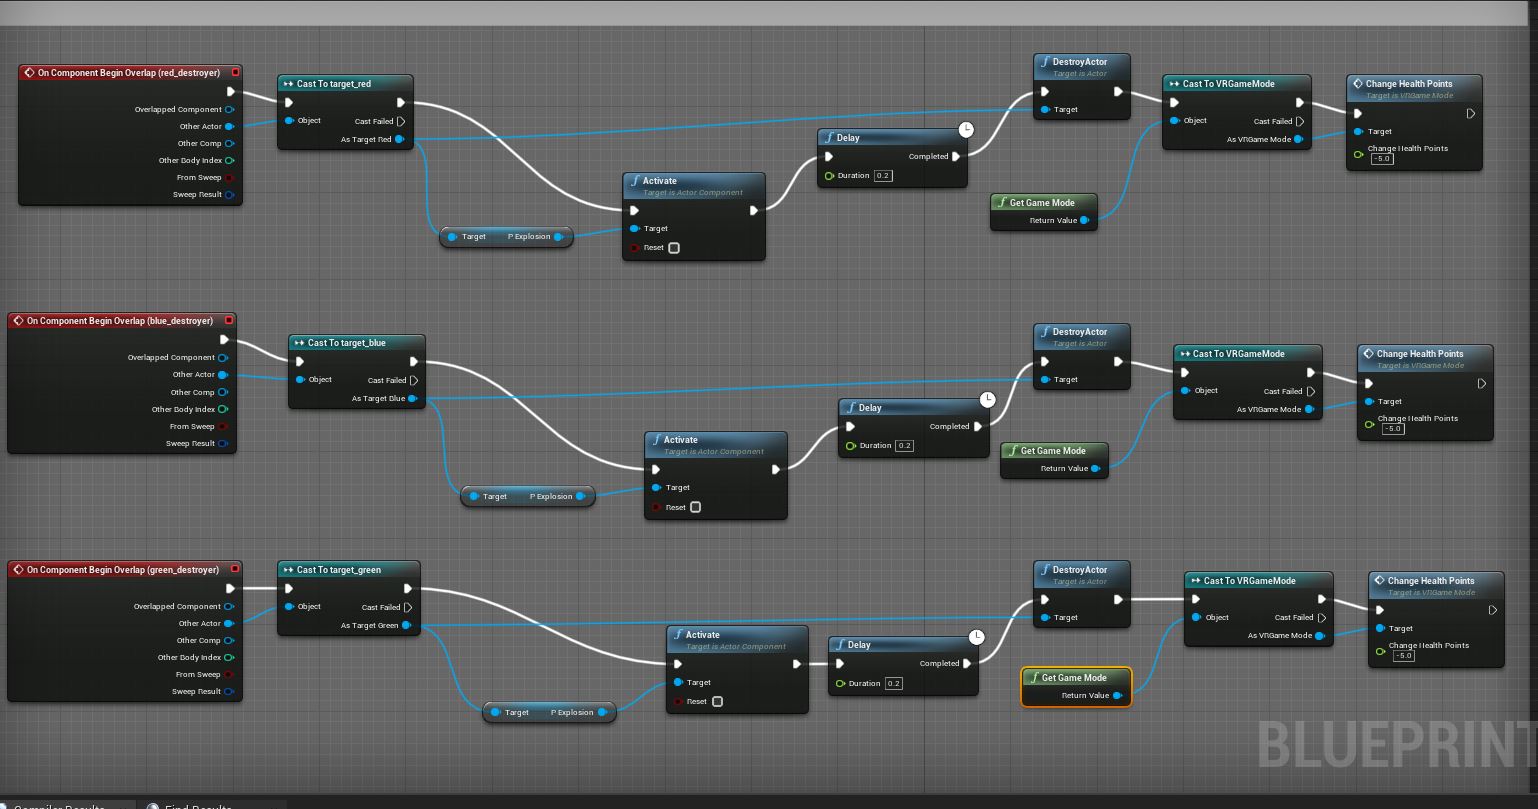 On Component Begin Overlap (red_destroyer)
Overlapped Component
Other Actor
Other Comp
Other Body Index
From Sweep
Sweep Result
Cast To target_red
Object
Cast Failed
As Target Red
Target P Explosion
Activate
Target is Actor Component
Target
Reset
Delay
Completed
Duration 0.2
DestroyActor
Target is Actor
Target
Get Game Mode
Return Value
Cast To VRGameMode
Object
Cast Failed
As VRGame Mode
Change Health Points
Target is VRGame Mode
Target
Change Health Points
-5.0
On Component Begin Overlap (blue_destroyer)
Overlapped Component
Other Actor
Other Comp
Other Body Index
From Sweep
Sweep Result
Cast To target_blue
Object
Cast Failed
As Target Blue
Target P Explosion
Activate
Target is Actor Component
Target
Reset
Delay
Completed
Duration 0.2
DestroyActor
Target is Actor
Target
Get Game Mode
Return Value
Cast To VRGameMode
Object
Cast Failed
As VRGame Mode
Change Health Points
Target is VRGame Mode
Target
Change Health Points
-5.0
On Component Begin Overlap (green_destroyer)
Overlapped Component
Other Actor
Other Comp
Other Body Index
From Sweep
Sweep Result
Cast To target_green
Object
Cast Failed
As Target Green
Target P Explosion
Activate
Target is Actor Component
Target
Reset
Delay
Completed
Duration 0.2
DestroyActor
Target is Actor
Target
Get Game Mode
Return Value
Cast To VRGameMode
Object
Cast Failed
As VRGame Mode
Change Health Points
Target is VRGame Mode
Target
Change Health Points
-5.0
BLUEPRINT
Compiler Results
Find Results